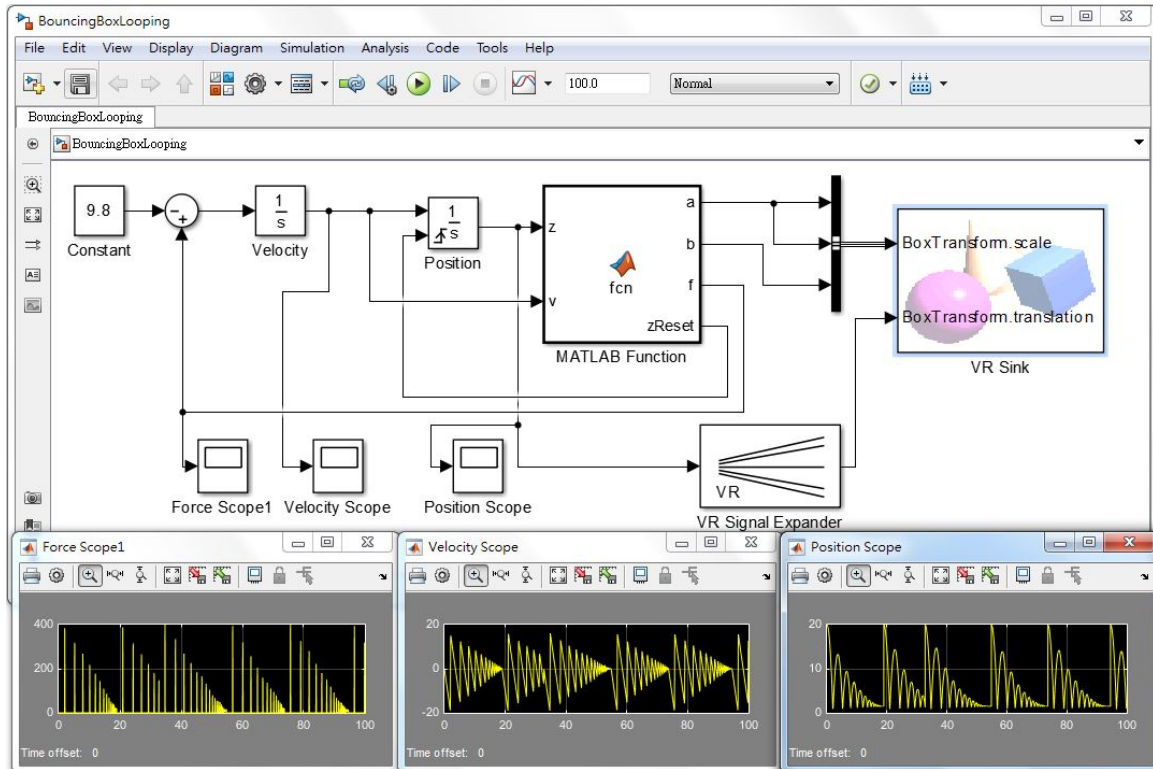 BouncingBoxLooping
File Edit View Display Diagram Simulation Analysis Code Tools Help
100.0 Normal
BouncingBoxLooping
BouncingBoxLooping
9.8
Constant
1
s
Velocity
1
s
Position
z
v
fcn
a
b
f
zReset
MATLAB Function
BoxTransform.scale
BoxTransform.translation
VR Sink
Force Scope1 Velocity Scope Position Scope
VR
VR Signal Expander
Force Scope1
400
200
0
0 20 40 60 80 100
Time offset: 0
Velocity Scope
20
0
-20
0 20 40 60 80 100
Time offset: 0
Position Scope
20
10
0
0 20 40 60 80 100
Time offset: 0